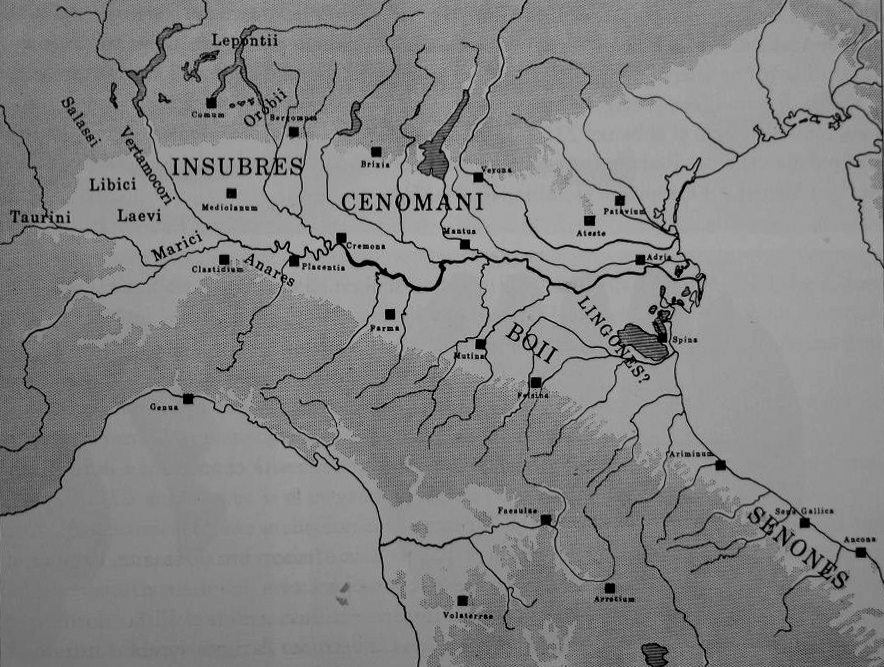 Lepontii
Cumum
Orobii
Bergomum
Salassi
Vertamocori
INSUBRES
Brixia
Verona
Libici
Mediolanum
CENOMANI
Patavium
Taurini
Laevi
Ateste
Marici
Cremona
Mantua
Adria
Clastidium
Anares
Placentia
LINGONES?
Parma
BOII
Spina
Mutina
Felsina
Genua
Ariminum
Faesulae
Sena Gallica
SENONES
Ancona
Arretium
Volaterrae